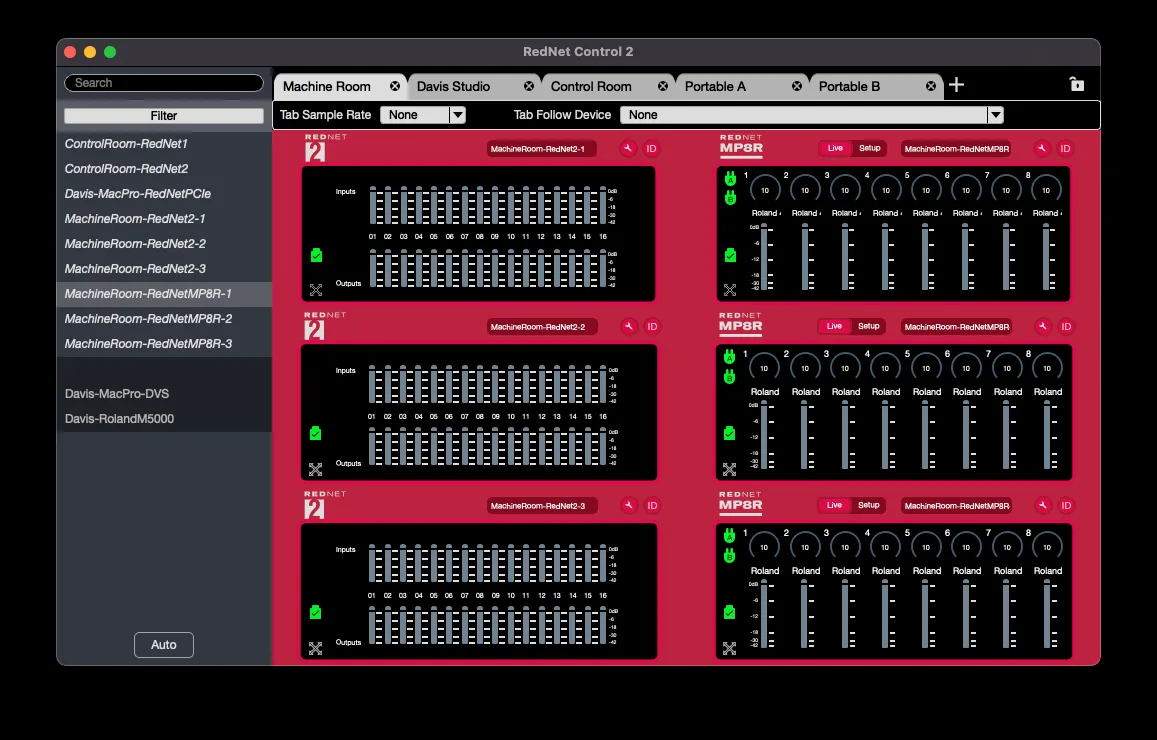 RedNet Control 2
Search
Filter
ControlRoom-RedNet1
ControlRoom-RedNet2
Davis-MacPro-RedNetPCIe
MachineRoom-RedNet2-1
MachineRoom-RedNet2-2
MachineRoom-RedNet2-3
MachineRoom-RedNetMP8R-1
MachineRoom-RedNetMP8R-2
MachineRoom-RedNetMP8R-3
Davis-MacPro-DVS
Davis-RolandM5000
Auto
Machine Room Davis Studio Control Room Portable A Portable B
Tab Sample Rate None Tab Follow Device None
REDNET
2 MachineRoom-RedNet2-1 ID
Inputs 0dB
-6
-18
-30
-42
01 02 03 04 05 06 07 08 09 10 11 12 13 14 15 16
Outputs 0dB
-6
-18
-30
-42
REDNET
MP8R Live Setup MachineRoom-RedNetMP8R ID
A
B
1 2 3 4 5 6 7 8
10 10 10 10 10 10 10 10
Roland Roland Roland Roland Roland Roland Roland Roland
0dB
-6
-12
-18
-30
-42
REDNET
2 MachineRoom-RedNet2-2 ID
Inputs 0dB
-6
-18
-30
-42
01 02 03 04 05 06 07 08 09 10 11 12 13 14 15 16
Outputs 0dB
-6
-18
-30
-42
REDNET
MP8R Live Setup MachineRoom-RedNetMP8R ID
A
B
1 2 3 4 5 6 7 8
10 10 10 10 10 10 10 10
Roland Roland Roland Roland Roland Roland Roland Roland
0dB
-6
-12
-18
-30
-42
REDNET
2 MachineRoom-RedNet2-3 ID
Inputs 0dB
-6
-18
-30
-42
01 02 03 04 05 06 07 08 09 10 11 12 13 14 15 16
Outputs 0dB
-6
-18
-30
-42
REDNET
MP8R Live Setup MachineRoom-RedNetMP8R ID
A
B
1 2 3 4 5 6 7 8
10 10 10 10 10 10 10 10
Roland Roland Roland Roland Roland Roland Roland Roland
0dB
-6
-12
-18
-30
-42